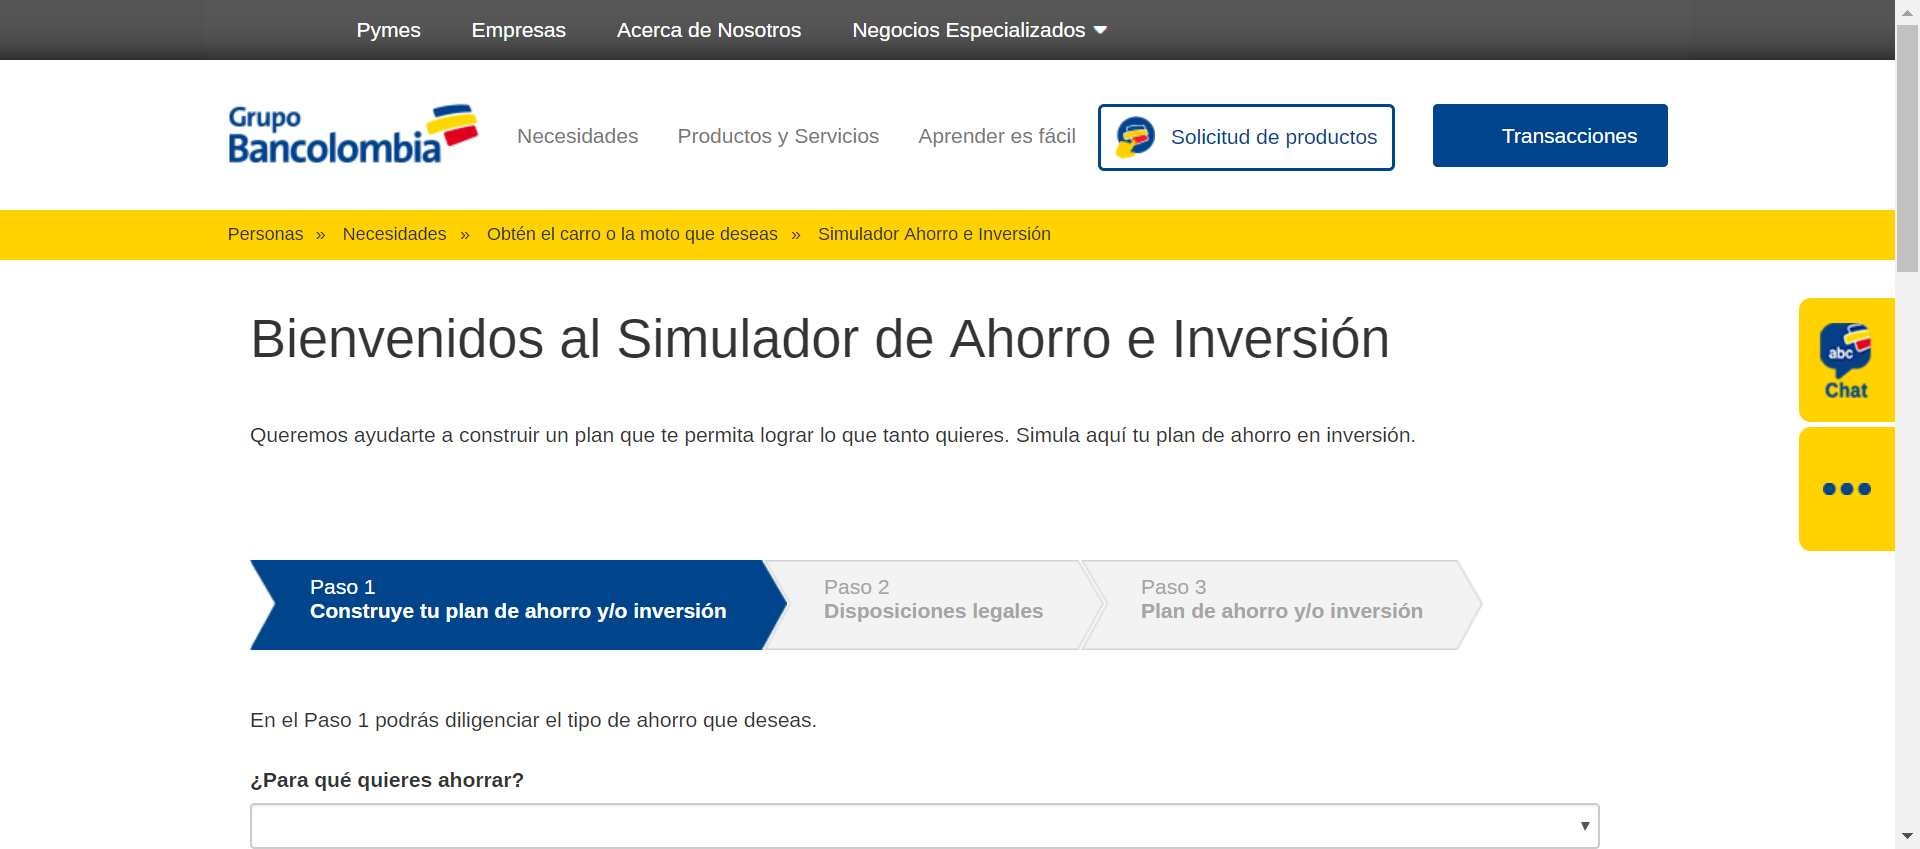 Pymes Empresas Acerca de Nosotros Negocios Especializados
Grupo
Bancolombia
Necesidades Productos y Servicios Aprender es fácil Solicitud de productos Transacciones
Personas » Necesidades » Obtén el carro o la moto que deseas » Simulador Ahorro e Inversión
Bienvenidos al Simulador de Ahorro e Inversión
abc
Chat
Queremos ayudarte a construir un plan que te permita lograr lo que tanto quieres. Simula aquí tu plan de ahorro en inversión.
Paso 1
Construye tu plan de ahorro y/o inversión
Paso 2
Disposiciones legales
Paso 3
Plan de ahorro y/o inversión
En el Paso 1 podrás diligenciar el tipo de ahorro que deseas.
¿Para qué quieres ahorrar?